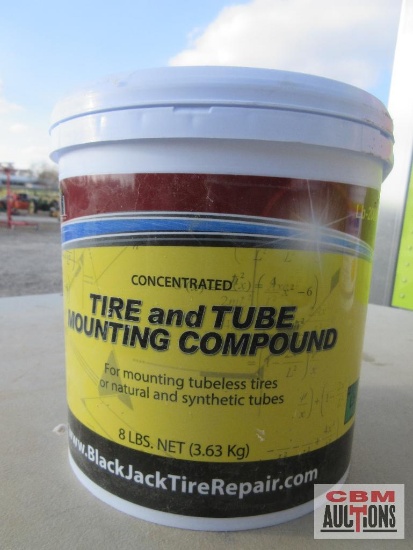 CONCENTRATED
TIRE and TUBE
MOUNTING COMPOUND
For mounting tubeless tires
or natural and synthetic tubes
8 LBS. NET (3.63 Kg)
www.BlackJackTireRepair.com
CBM
AUCTIONS